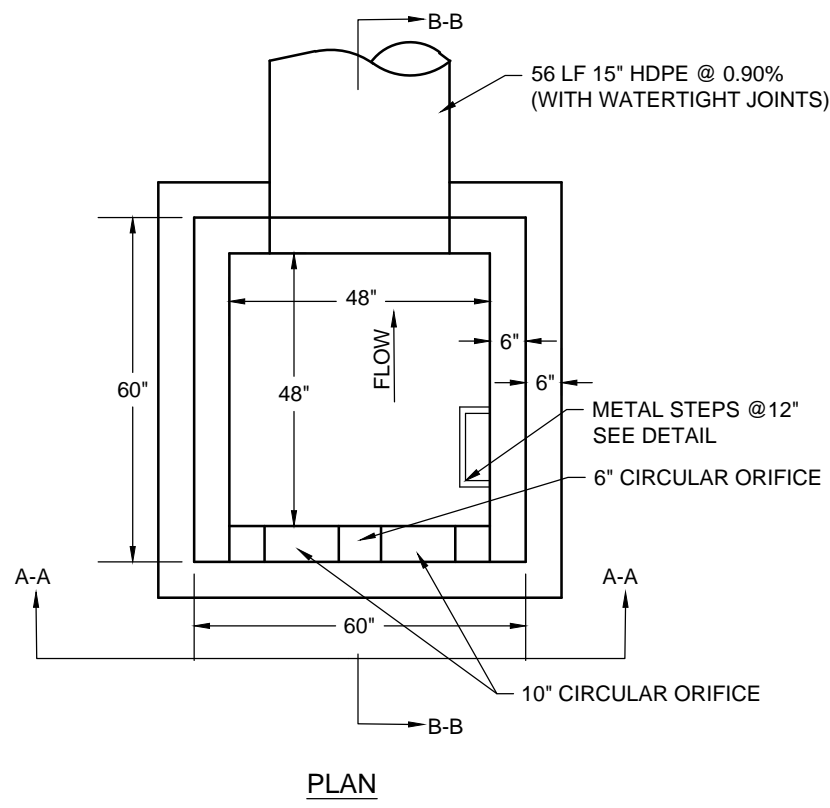 B-B
56 LF 15" HDPE @ 0.90%
(WITH WATERTIGHT JOINTS)
48"
FLOW
6"
48"
60"
6"
METAL STEPS @12"
SEE DETAIL
6" CIRCULAR ORIFICE
A-A
A-A
60"
10" CIRCULAR ORIFICE
B-B
PLAN